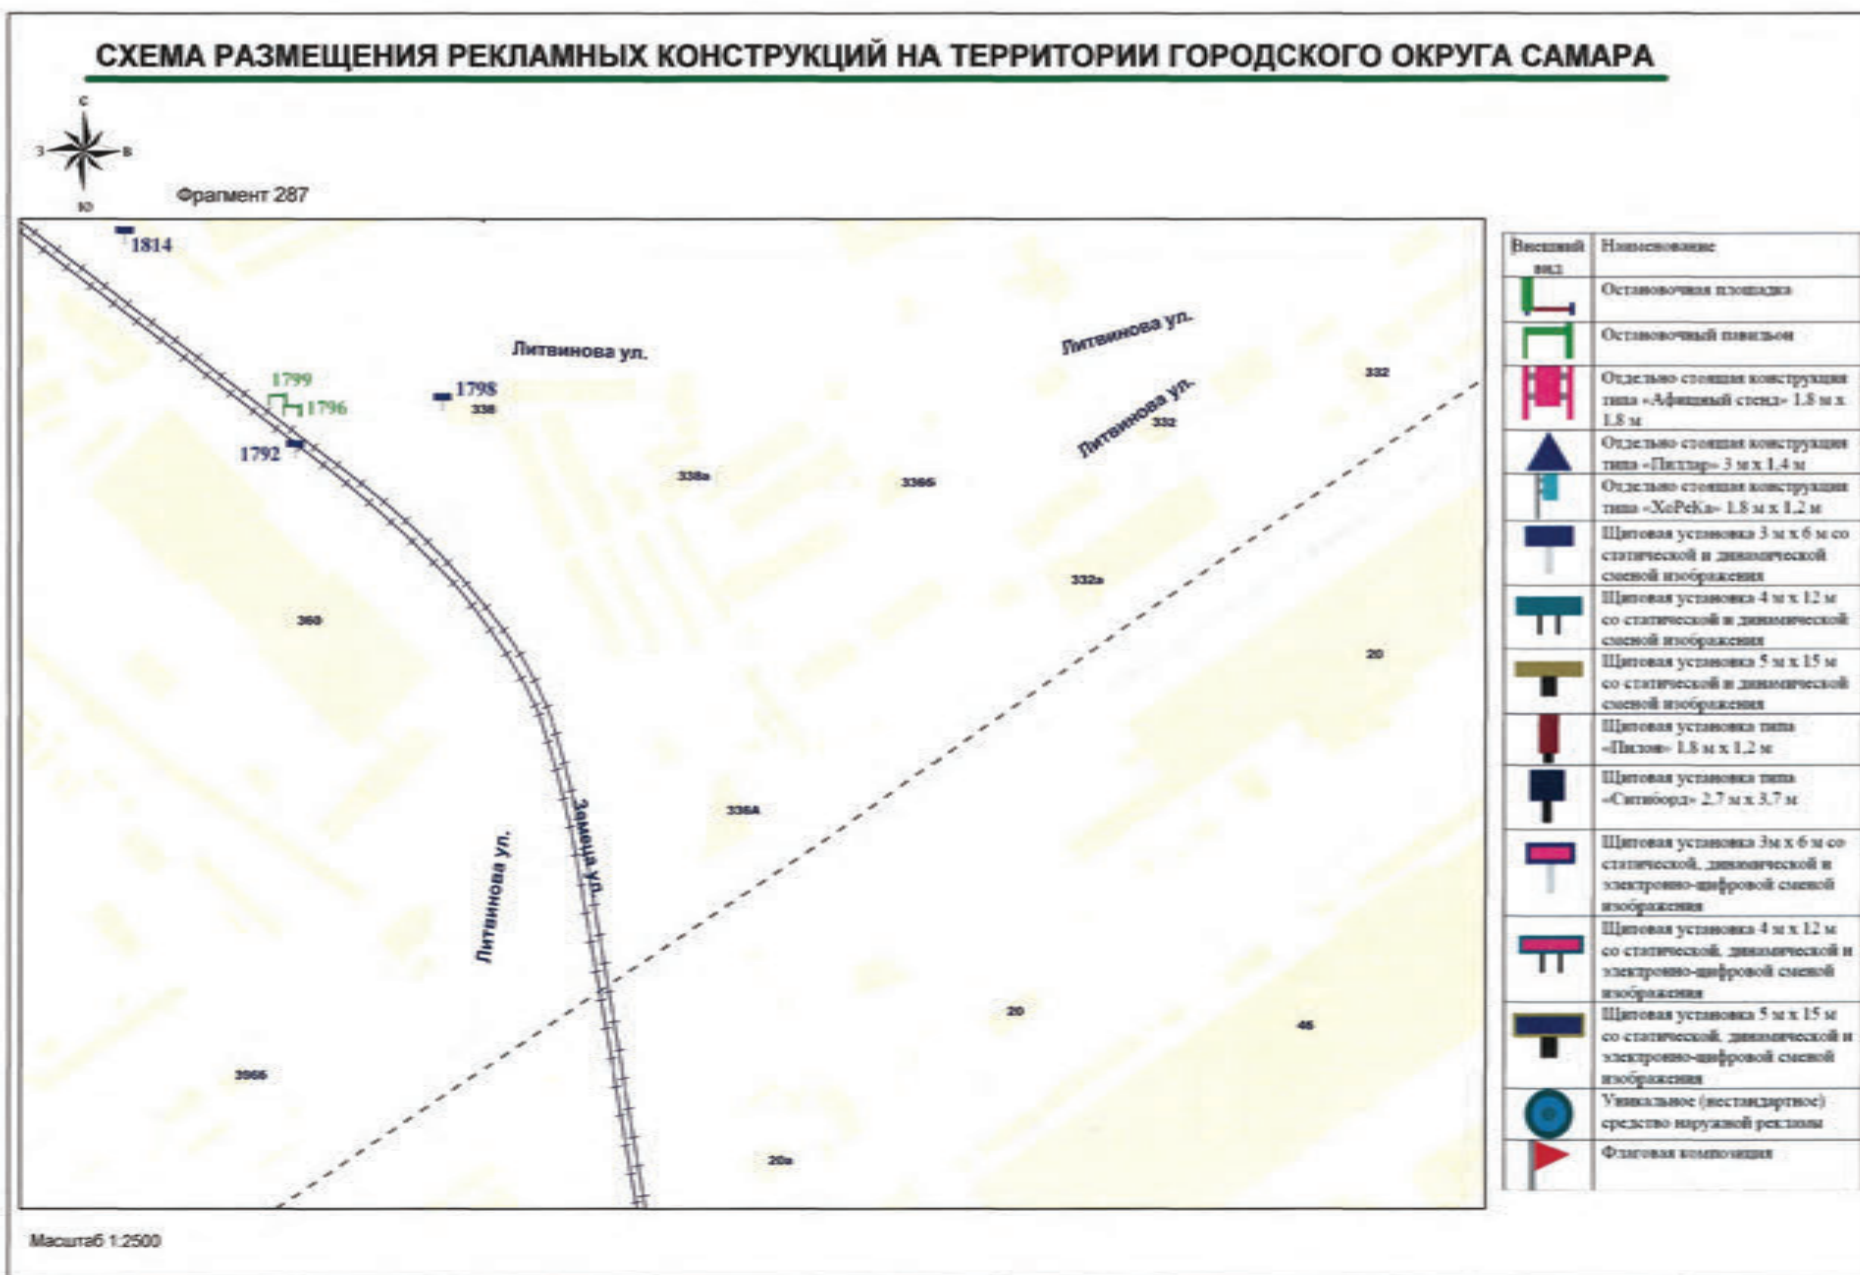 СХЕМА РАЗМЕЩЕНИЯ РЕКЛАМНЫХ КОНСТРУКЦИЙ НА ТЕРРИТОРИИ ГОРОДСКОГО ОКРУГА САМАРА
С
З
В
Ю
Фрагмент 287
1814
Литвинова ул.
Литвинова ул.
332
1799
1796
1798
338
Литвинова ул.
332
1792
338а
336б
332а
360
20
336А
Земеца ул.
Литвинова ул.
20
46
396б
20а
Масштаб 1:2500
Внешний вид
Наименование
Остановочная площадка
Остановочный павильон
Отдельно стоящая конструкция
типа «Афишный стенд» 1.8 м х
1.8 м
Отдельно стоящая конструкция
типа «Пиллар» 3 м х 1,4 м
Отдельно стоящая конструкция
типа «ХоРеКа» 1.8 м х 1,2 м
Щитовая установка 3 м х 6 м со
статической и динамической
сменой изображения
Щитовая установка 4 м х 12 м
со статической и динамической
сменой изображения
Щитовая установка 5 м х 15 м
со статической и динамической
сменой изображения
Щитовая установка типа
«Пилон» 1.8 м х 1,2 м
Щитовая установка типа
«Ситиборд» 2,7 м х 3,7 м
Щитовая установка 3м х 6 м со
статической, динамической и
электронно-цифровой сменой
изображения
Щитовая установка 4 м х 12 м
со статической, динамической и
электронно-цифровой сменой
изображения
Щитовая установка 5 м х 15 м
со статической, динамической и
электронно-цифровой сменой
изображения
Уникальное (нестандартное)
средство наружной рекламы
Флаговая композиция